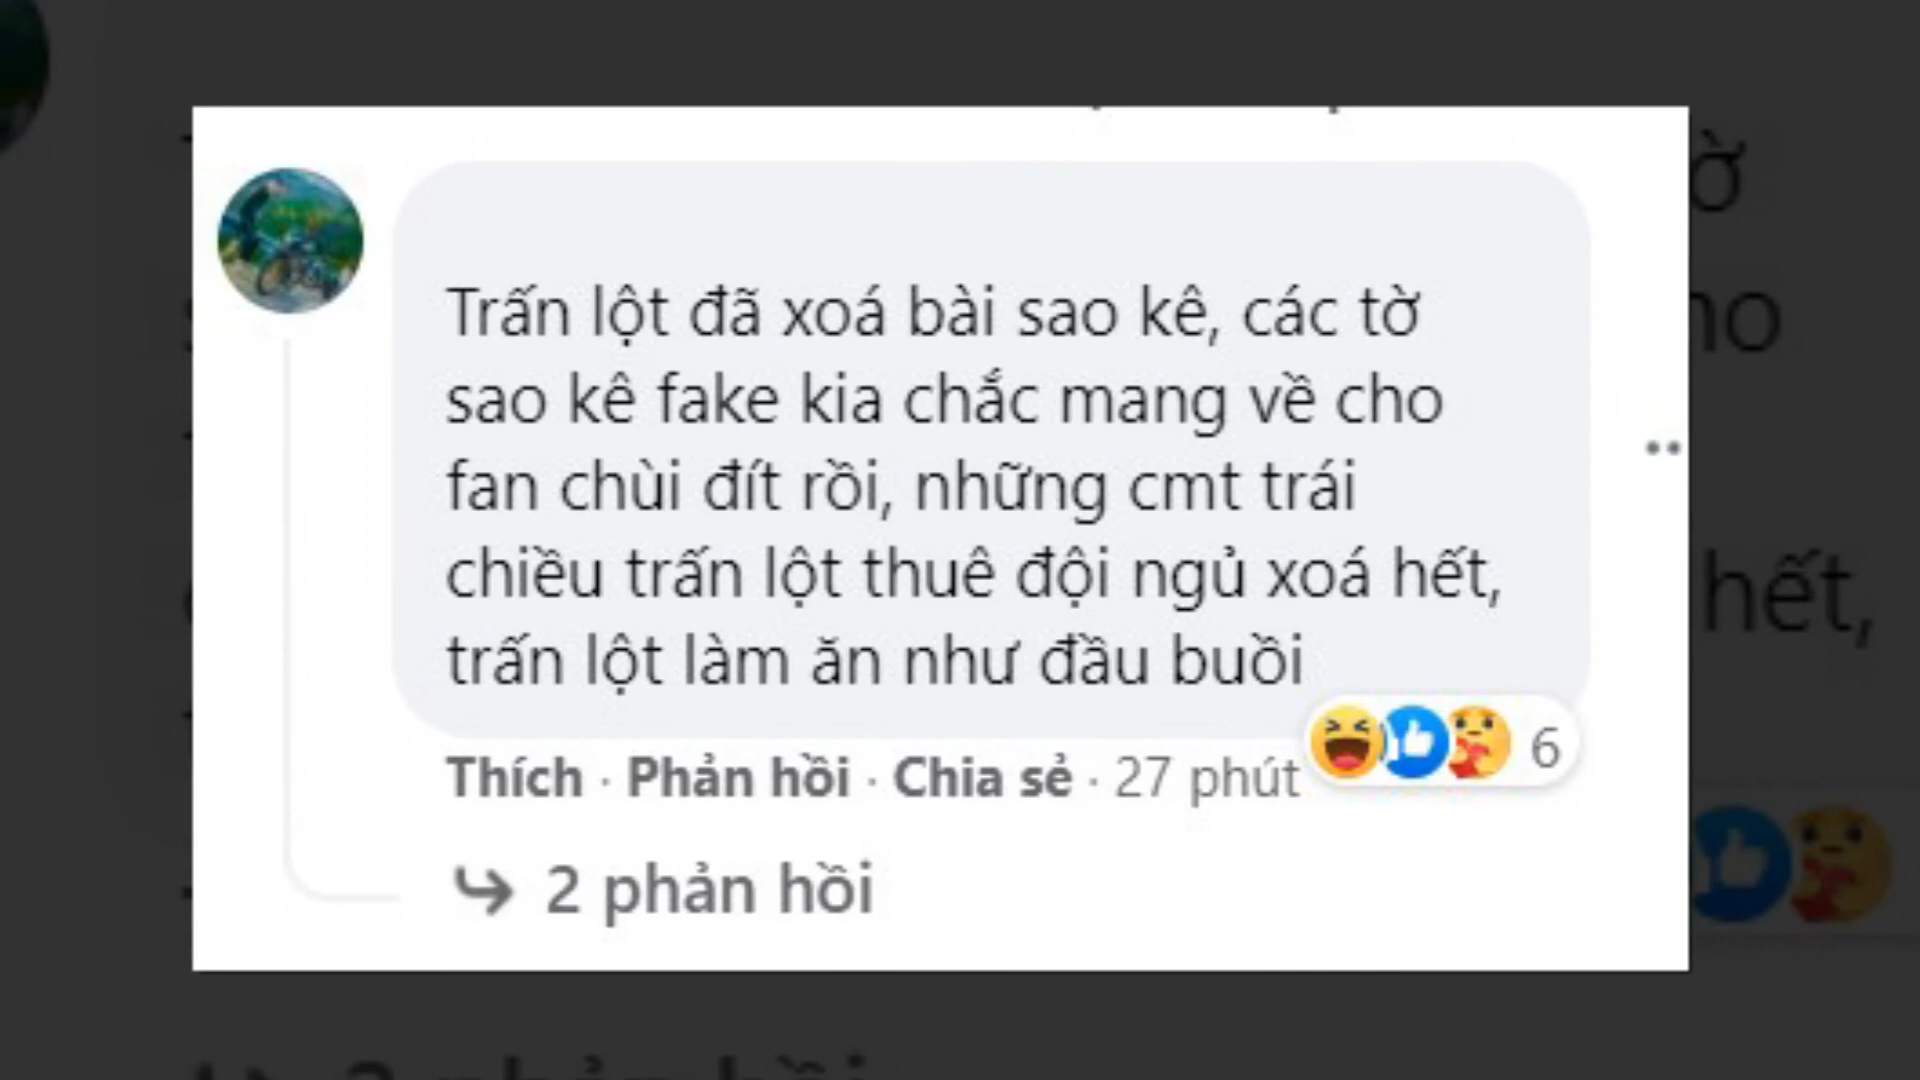 Trấn lột đã xoá bài sao kê, các tờ
sao kê fake kia chắc mang về cho
fan chùi đít rồi, những cmt trái
chiều trấn lột thuê đội ngủ xoá hết,
trấn lột làm ăn như đầu buồi
Thích · Phản hồi · Chia sẻ · 27 phút
6
2 phản hồi
ờ
ho
hết,